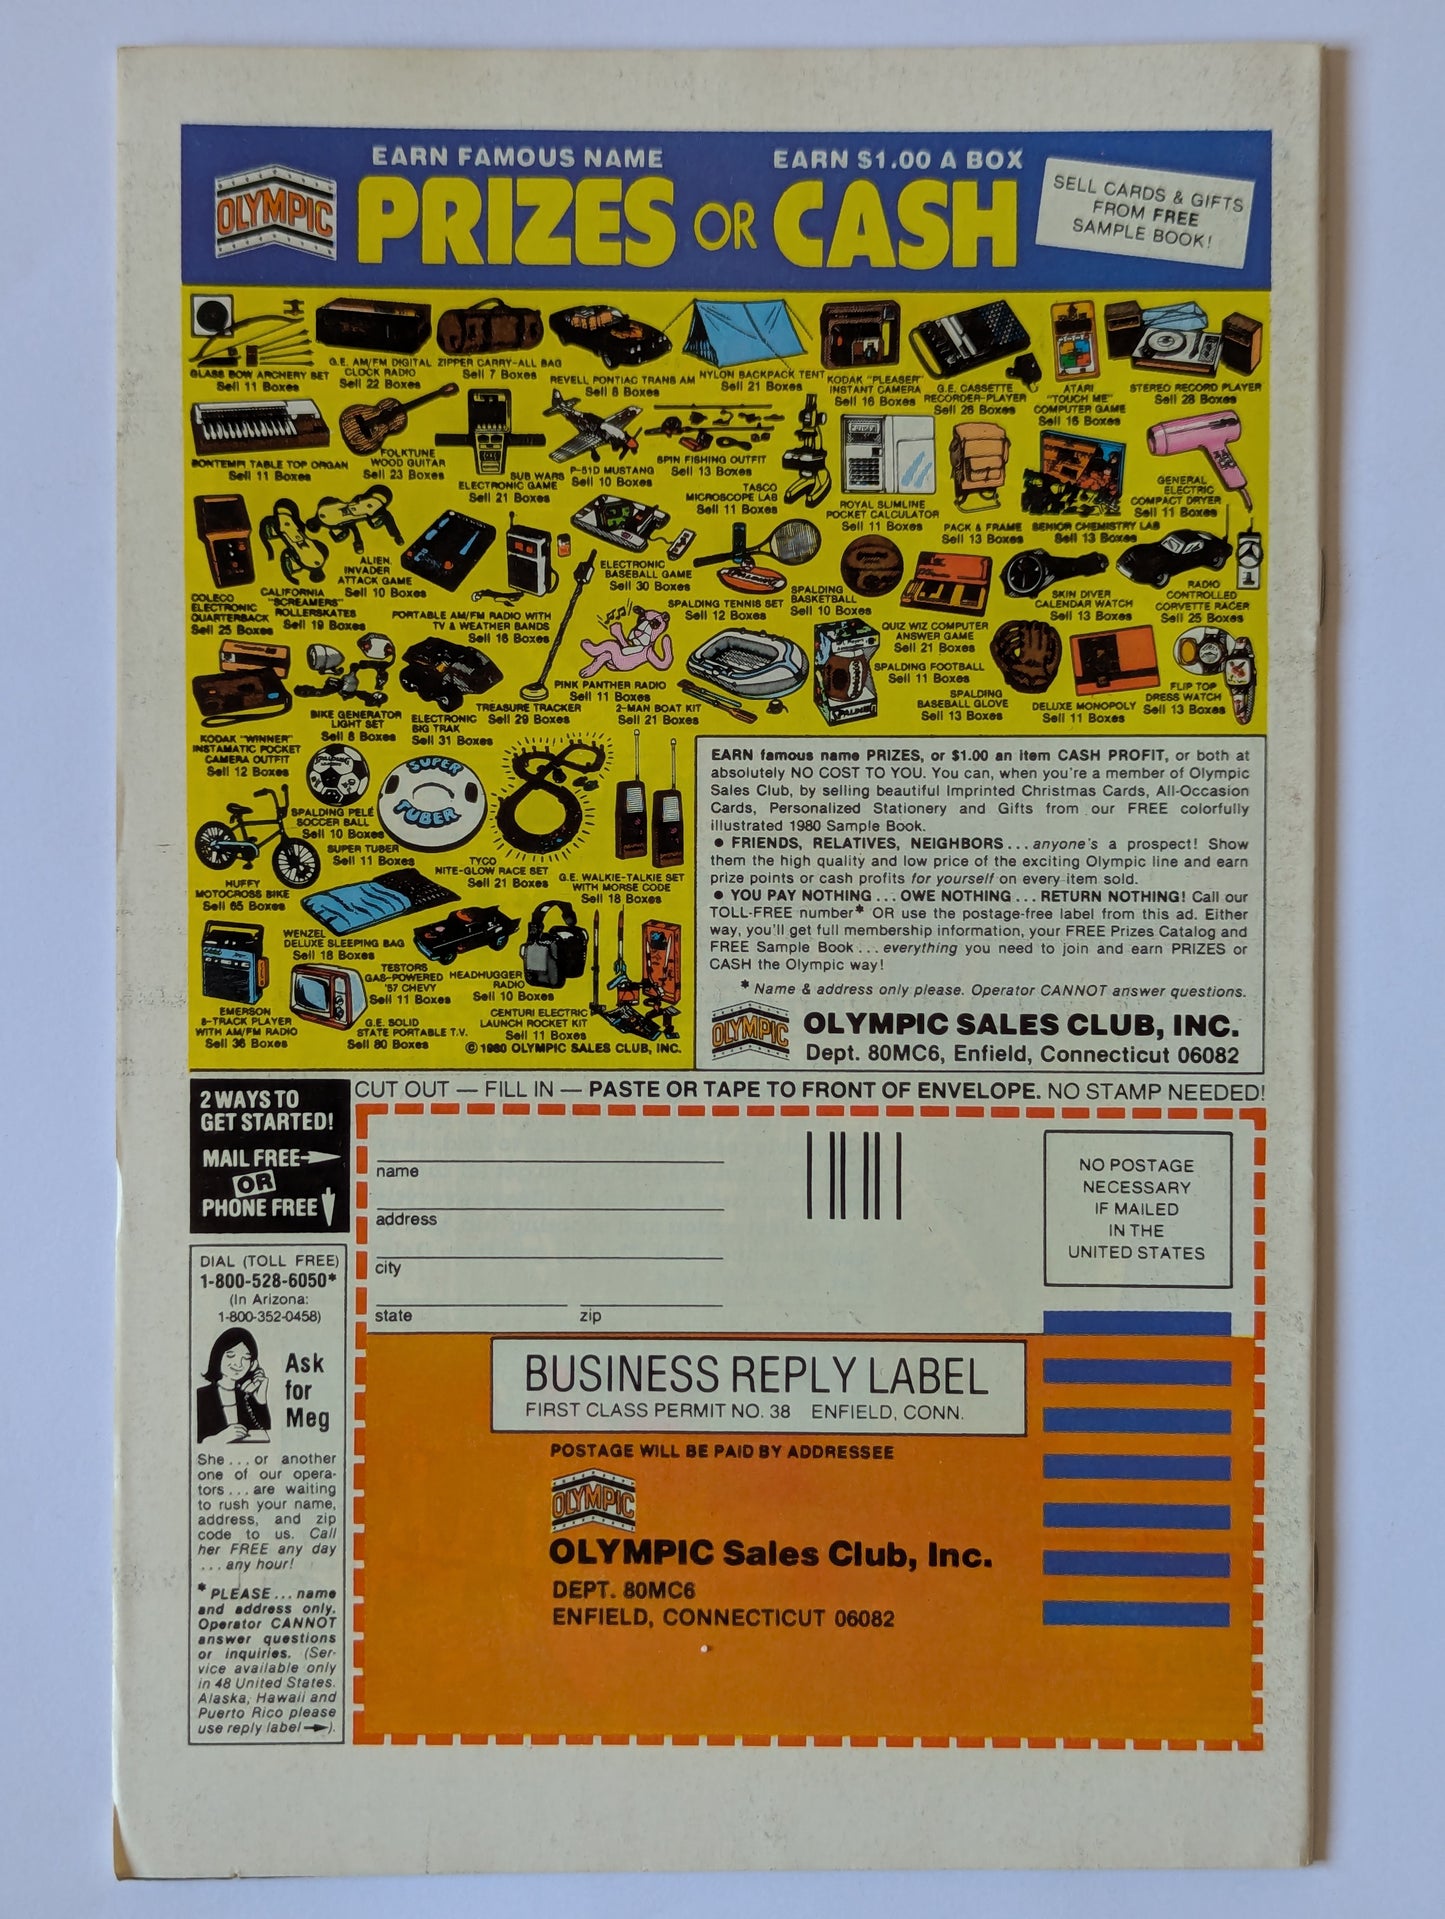 EARN FAMOUS NAME
EARN $1.00 A BOX
OLYMPIC
PRIZES OR CASH
SELL CARDS & GIFTS
FROM FREE
SAMPLE BOOK!
GLASS BOW ARCHERY SET
Sell 11 Boxes
G.E. AM/FM DIGITAL
CLOCK RADIO
Sell 22 Boxes
ZIPPER CARRY-ALL BAG
Sell 7 Boxes
REVELL PONTIAC TRANS AM
Sell 8 Boxes
NYLON BACKPACK TENT
Sell 21 Boxes
KODAK "PLEASER"
INSTANT CAMERA
Sell 16 Boxes
G.E. CASSETTE
RECORDER-PLAYER
Sell 26 Boxes
ATARI
"TOUCH ME"
COMPUTER GAME
Sell 15 Boxes
STEREO RECORD PLAYER
Sell 28 Boxes
BONTEMPI TABLE TOP ORGAN
Sell 11 Boxes
FOLKTUNE
WOOD GUITAR
Sell 23 Boxes
SUB WARS
ELECTRONIC GAME
Sell 21 Boxes
P-51D MUSTANG
Sell 10 Boxes
SPIN FISHING OUTFIT
Sell 13 Boxes
TASCO
MICROSCOPE LAB
Sell 11 Boxes
ROYAL SLIMLINE
POCKET CALCULATOR
Sell 11 Boxes
PACK & FRAME
Sell 13 Boxes
SENIOR CHEMISTRY LAB
Sell 13 Boxes
GENERAL
ELECTRIC
COMPACT DRYER
Sell 11 Boxes
COLECO
ELECTRONIC
QUARTERBACK
Sell 25 Boxes
CALIFORNIA
"SCREAMERS"
ROLLERSKATES
Sell 19 Boxes
ALIEN
INVADER
ATTACK GAME
Sell 10 Boxes
PORTABLE AM/FM RADIO WITH
TV & WEATHER BANDS
Sell 16 Boxes
ELECTRONIC
BASEBALL GAME
Sell 30 Boxes
SPALDING TENNIS SET
Sell 12 Boxes
SPALDING
BASKETBALL
Sell 10 Boxes
QUIZ WIZ COMPUTER
ANSWER GAME
Sell 21 Boxes
SKIN DIVER
CALENDAR WATCH
Sell 13 Boxes
RADIO
CONTROLLED
CORVETTE RACER
Sell 25 Boxes
KODAK "WINNER"
INSTAMATIC POCKET
CAMERA OUTFIT
Sell 12 Boxes
BIKE GENERATOR
LIGHT SET
Sell 8 Boxes
ELECTRONIC
BIG TRAK
Sell 31 Boxes
TREASURE TRACKER
Sell 29 Boxes
PINK PANTHER RADIO
Sell 11 Boxes
2-MAN BOAT KIT
Sell 21 Boxes
SPALDING FOOTBALL
Sell 11 Boxes
SPALDING
BASEBALL GLOVE
Sell 13 Boxes
DELUXE MONOPOLY
Sell 11 Boxes
FLIP TOP
DRESS WATCH
Sell 13 Boxes
SPALDING PELÉ
SOCCER BALL
Sell 10 Boxes
SUPER
TUBER
SUPER TUBER
Sell 11 Boxes
TYCO
NITE-GLOW RACE SET
Sell 21 Boxes
G.E. WALKIE-TALKIE SET
WITH MORSE CODE
Sell 18 Boxes
HUFFY
MOTOCROSS BIKE
Sell 65 Boxes
WENZEL
DELUXE SLEEPING BAG
Sell 18 Boxes
TESTORS
GAS-POWERED
'57 CHEVY
Sell 11 Boxes
HEADHUGGER
RADIO
Sell 10 Boxes
EMERSON
8-TRACK PLAYER
WITH AM/FM RADIO
Sell 36 Boxes
G.E. SOLID
STATE PORTABLE T.V.
Sell 80 Boxes
CENTURI ELECTRIC
LAUNCH ROCKET KIT
Sell 11 Boxes
© 1980 OLYMPIC SALES CLUB, INC.
EARN famous name PRIZES, or $1.00 an item CASH PROFIT, or both at
absolutely NO COST TO YOU. You can, when you're a member of Olympic
Sales Club, by selling beautiful Imprinted Christmas Cards, All-Occasion
Cards, Personalized Stationery and Gifts from our FREE colorfully
illustrated 1980 Sample Book.
• FRIENDS, RELATIVES, NEIGHBORS...anyone's a prospect! Show
them the high quality and low price of the exciting Olympic line and earn
prize points or cash profits for yourself on every item sold.
• YOU PAY NOTHING...OWE NOTHING...RETURN NOTHING! Call our
TOLL-FREE number* OR use the postage-free label from this ad. Either
way, you'll get full membership information, your FREE Prizes Catalog and
FREE Sample Book...everything you need to join and earn PRIZES or
CASH the Olympic way!
* Name & address only please. Operator CANNOT answer questions.
OLYMPIC
OLYMPIC SALES CLUB, INC.
Dept. 80MC6, Enfield, Connecticut 06082
2 WAYS TO
GET STARTED!
MAIL FREE
OR
PHONE FREE
CUT OUT — FILL IN — PASTE OR TAPE TO FRONT OF ENVELOPE. NO STAMP NEEDED!
name
address
city
state zip
NO POSTAGE
NECESSARY
IF MAILED
IN THE
UNITED STATES
DIAL (TOLL FREE)
1-800-528-6050*
(In Arizona:
1-800-352-0458)
Ask
for
Meg
She...or another
one of our opera-
tors...are waiting
to rush your name,
address, and zip
code to us. Call
her FREE any day
...any hour!
* PLEASE...name
and address only.
Operator CANNOT
answer questions
or inquiries. (Ser-
vice available only
in 48 United States.
Alaska, Hawaii and
Puerto Rico please
use reply label).
BUSINESS REPLY LABEL
FIRST CLASS PERMIT NO. 38 ENFIELD, CONN.
POSTAGE WILL BE PAID BY ADDRESSEE
OLYMPIC
OLYMPIC Sales Club, Inc.
DEPT. 80MC6
ENFIELD, CONNECTICUT 06082